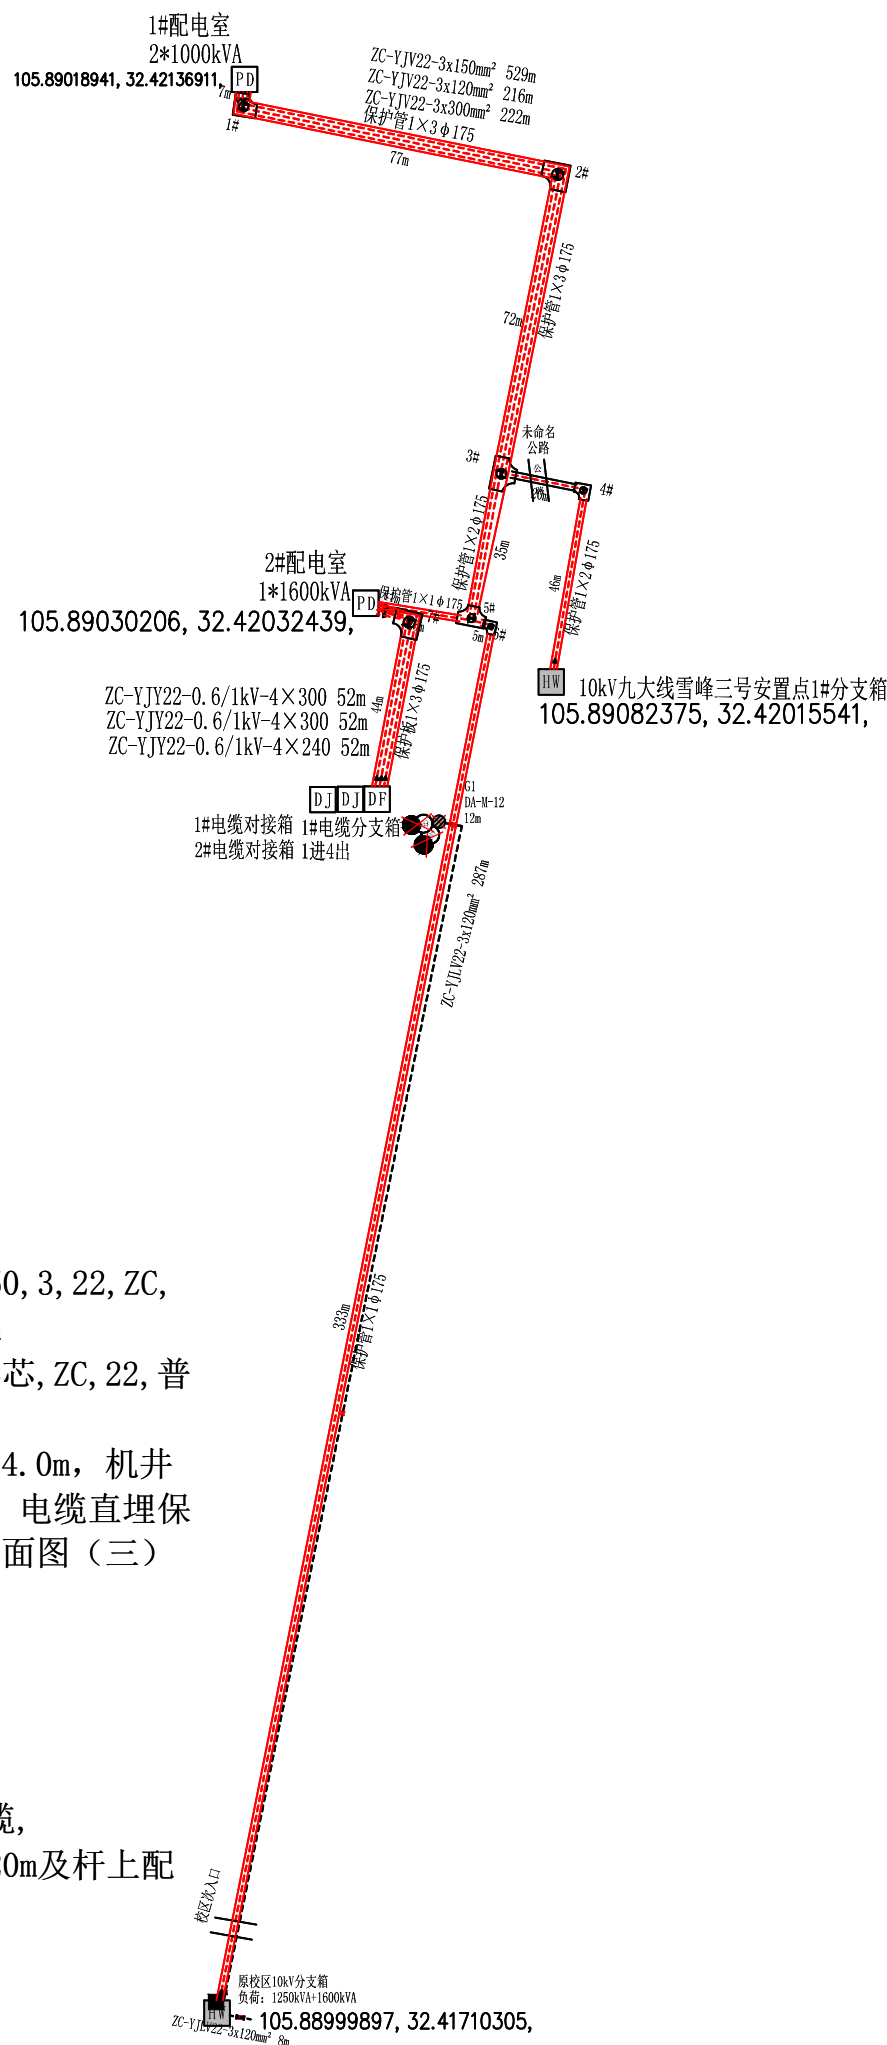 1#配电室
2*1000kVA
105.89018941, 32.42136911,
PD
7m
1#
ZC-YJV22-3x150mm² 529m
ZC-YJV22-3x120mm² 216m
ZC-YJV22-3x300mm² 222m
保护管1×3φ175
77m
2#
保护管1×3φ175
72m
未命名
公路
公
3#
20m
4#
保护管1×2φ175
35m
46m
保护管1×2φ175
2#配电室
1*1600kVA
PD
保护管1×1φ175
5#
105.89030206, 32.42032439,
7#
5m
6#
HW
10kV九大线雪峰三号安置点1#分支箱
105.89082375, 32.42015541,
ZC-YJY22-0.6/1kV-4×300 52m
ZC-YJY22-0.6/1kV-4×300 52m
ZC-YJY22-0.6/1kV-4×240 52m
44m
保护板1×3φ175
DJ DJ DF
G1
DA-M-12
12m
1#电缆对接箱 1#电缆分支箱
2#电缆对接箱 1进4出
ZC-YJLV22-3x120mm² 287m
0,3,22,ZC,
333m
保护管1×1φ175
芯,ZC,22,普
4.0m，机井
电缆直埋保
面图（三）
缆,
20m及杆上配
校区次入口
原校区10kV分支箱
负荷：1250kVA+1600kVA
HW
105.88999897, 32.41710305,
ZC-YJLV22-3x120mm² 8m